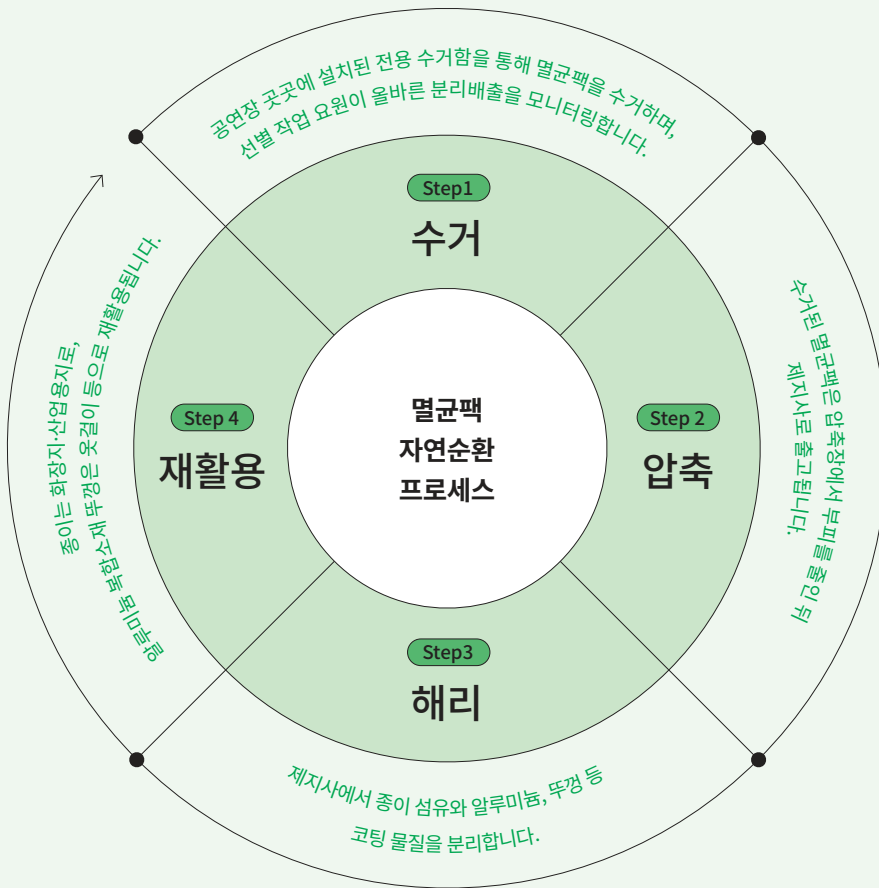 멸균팩
자연순환
프로세스
Step1
수거
공연장 곳곳에 설치된 전용 수거함을 통해 멸균팩을 수거하며,
선별 작업 요원이 올바른 분리배출을 모니터링합니다.
Step 2
압축
수거된 멸균팩은 압축장에서 부피를 줄인 뒤
제지사로 출고됩니다.
Step3
해리
제지사에서 종이 섬유와 알루미늄, 뚜껑 등
코팅 물질을 분리합니다.
Step 4
재활용
종이는 화장지·산업용지로,
알루미늄 복합소재 뚜껑은 옷걸이 등으로 재활용됩니다.